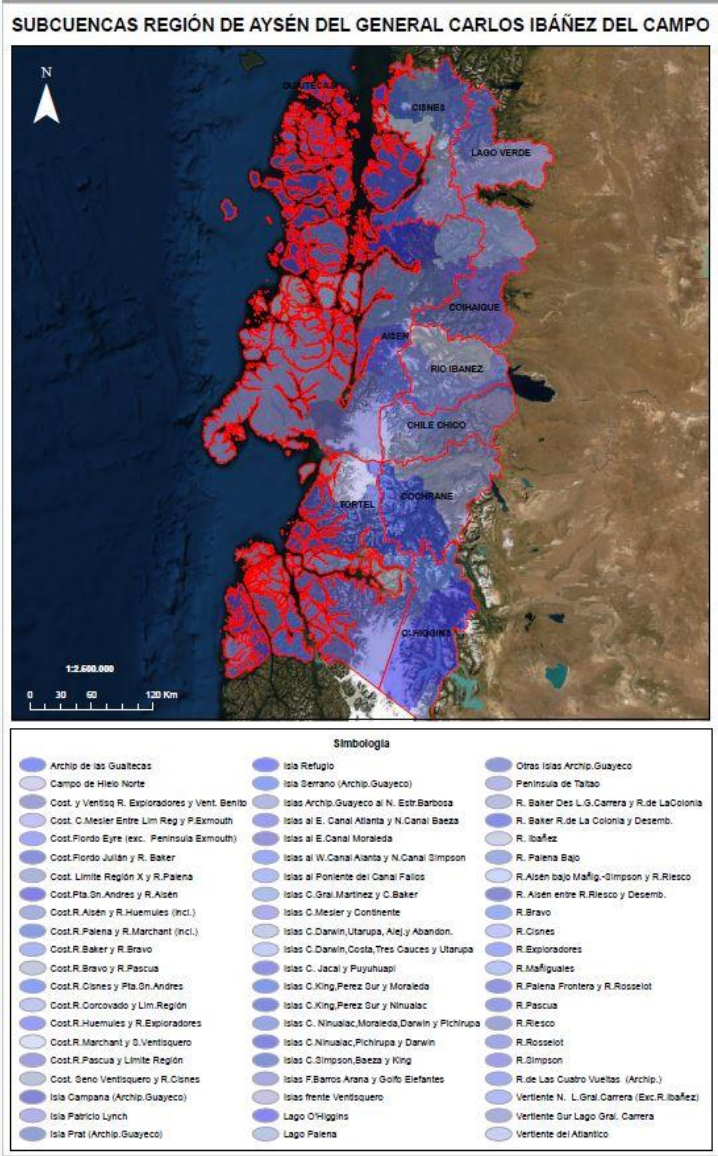 SUBCUENCAS REGIÓN DE AYSÉN DEL GENERAL CARLOS IBÁÑEZ DEL CAMPO
N
GUAITECAS
CISNES
LAGO VERDE
COIHAIQUE
AISEN
RIO IBANEZ
CHILE CHICO
COCHRANE
TORTEL
O'HIGGINS
1:2.600.000
0 30 60 120 Km
Simbología
Archip de las Guaitecas
Campo de Hielo Norte
Cost. y Ventisq R. Exploradores y Vent. Benito
Cost. C.Mesier Entre Lim Reg y P.Exmouth
Cost.Fiordo Eyre (exc. Peninsula Exmouth)
Cost.Fiordo Julián y R. Baker
Cost. Limite Región X y R.Palena
Cost.Pta.Sn.Andres y R.Aisén
Cost.R.Aisén y R.Huemules (Incl.)
Cost.R.Palena y R.Marchant (Incl.)
Cost.R.Baker y R.Bravo
Cost.R.Bravo y R.Pascua
Cost.R.Cisnes y Pta.Sn.Andres
Cost.R.Corcovado y Lim.Región
Cost.R.Huemules y R.Exploradores
Cost.R.Marchant y S.Ventisquero
Cost.R.Pascua y Limite Región
Cost. Seno Ventisquero y R.Cisnes
Isla Campana (Archip.Guayeco)
Isla Patricio Lynch
Isla Prat (Archip.Guayeco)
Isla Refugio
Isla Serrano (Archip.Guayeco)
Islas Archip.Guayeco al N. Estr.Barbosa
Islas al E. Canal Atlanta y N.Canal Baeza
Islas al E.Canal Moraleda
Islas al W.Canal Alanta y N.Canal Simpson
Islas al Poniente del Canal Fallos
Islas C.Gral.Martinez y C.Baker
Islas C.Mesier y Continente
Islas C.Darwin,Utarupa, Alej.y Abandon.
Islas C.Darwin,Costa,Tres Cauces y Utarupa
Islas C. Jacaf y Puyuhuapi
Islas C.King,Perez Sur y Moraleda
Islas C.King,Perez Sur y Ninualac
Islas C. Ninualac,Moraleda,Darwin y Pichirupa
Islas C.Ninualac,Pichirupa y Darwin
Islas C.Simpson,Baeza y King
Islas F.Barros Arana y Golfo Elefantes
Islas frente Ventisquero
Lago O'Higgins
Lago Palena
Otras Islas Archip.Guayeco
Peninsula de Taitao
R. Baker Des L.G.Carrera y R.de LaColonia
R. Baker R.de La Colonia y Desemb.
R. Ibañez
R. Palena Bajo
R.Aisén bajo Mañig.-Simpson y R.Riesco
R. Aisén entre R.Riesco y Desemb.
R.Bravo
R.Cisnes
R.Exploradores
R.Mañiguales
R.Palena Frontera y R.Rosselot
R.Pascua
R.Riesco
R.Rosselot
R.Simpson
R.de Las Cuatro Vueltas (Archip.)
Vertiente N. L.Gral.Carrera (Exc.R.Ibañez)
Vertiente Sur Lago Gral. Carrera
Vertiente del Atlantico